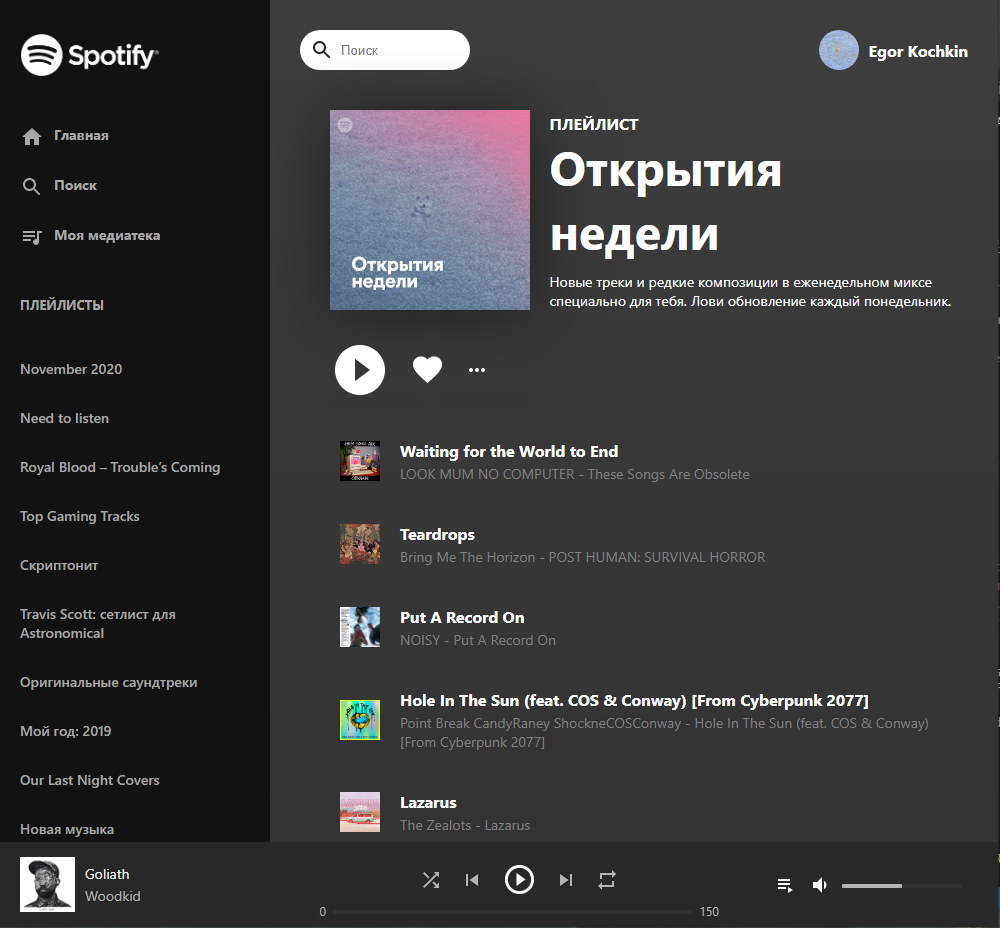 Spotify
Поиск
Egor Kochkin
Главная
Поиск
Моя медиатека
ПЛЕЙЛИСТЫ
November 2020
Need to listen
Royal Blood – Trouble’s Coming
Top Gaming Tracks
Скриптонит
Travis Scott: сетлист для
Astronomical
Оригинальные саундтреки
Мой год: 2019
Our Last Night Covers
Новая музыка
Открытия
недели
ПЛЕЙЛИСТ
Открытия
недели
Новые треки и редкие композиции в еженедельном миксе
специально для тебя. Лови обновление каждый понедельник.
Waiting for the World to End
LOOK MUM NO COMPUTER - These Songs Are Obsolete
Teardrops
Bring Me The Horizon - POST HUMAN: SURVIVAL HORROR
Put A Record On
NOISY - Put A Record On
Hole In The Sun (feat. COS & Conway) [From Cyberpunk 2077]
Point Break CandyRaney ShockneCOSConway - Hole In The Sun (feat. COS & Conway)
[From Cyberpunk 2077]
Lazarus
The Zealots - Lazarus
Goliath
Woodkid
0
150